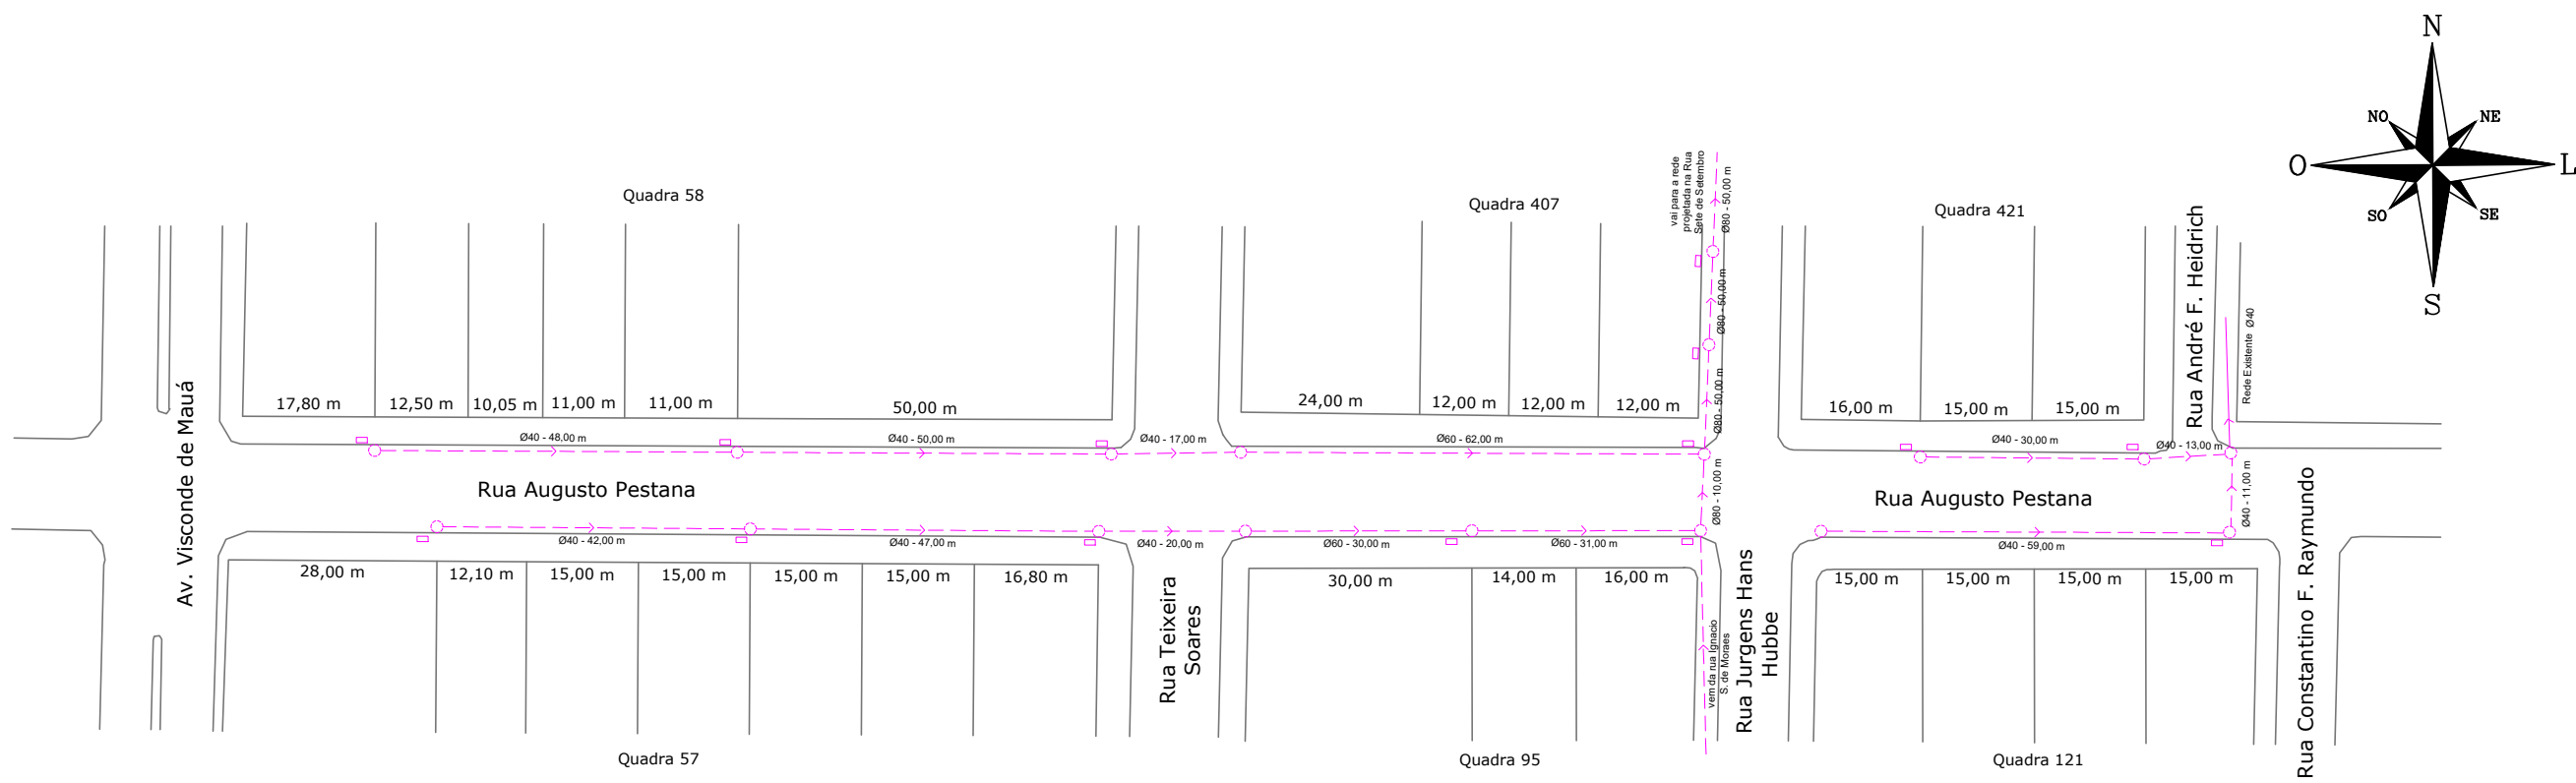 N
NO
NE
O
L
SO
SE
S
Quadra 58
Quadra 407
Quadra 421
vai para a rede
projetada na Rua
Sete de Setembro
Ø80 - 50,00 m
Ø80 - 50,00 m
Ø80 - 50,00 m
Rua André F. Heidrich
Rede Existente Ø40
Av. Visconde de Mauá
17,80 m
12,50 m
10,05 m
11,00 m
11,00 m
50,00 m
24,00 m
12,00 m
12,00 m
12,00 m
16,00 m
15,00 m
15,00 m
Ø40 - 48,00 m
Ø40 - 50,00 m
Ø40 - 17,00 m
Ø60 - 62,00 m
Ø40 - 30,00 m
Ø40 - 13,00 m
Rua Augusto Pestana
Rua Augusto Pestana
Ø80 - 10,00 m
Ø40 - 11,00 m
Ø40 - 42,00 m
Ø40 - 47,00 m
Ø40 - 20,00 m
Ø60 - 30,00 m
Ø60 - 31,00 m
Ø40 - 59,00 m
28,00 m
12,10 m
15,00 m
15,00 m
15,00 m
15,00 m
16,80 m
30,00 m
14,00 m
16,00 m
15,00 m
15,00 m
15,00 m
15,00 m
Rua Teixeira
Soares
vem da rua Ignacio
S. de Moraes
Rua Jurgens Hans
Hubbe
Rua Constantino F. Raymundo
Quadra 57
Quadra 95
Quadra 121